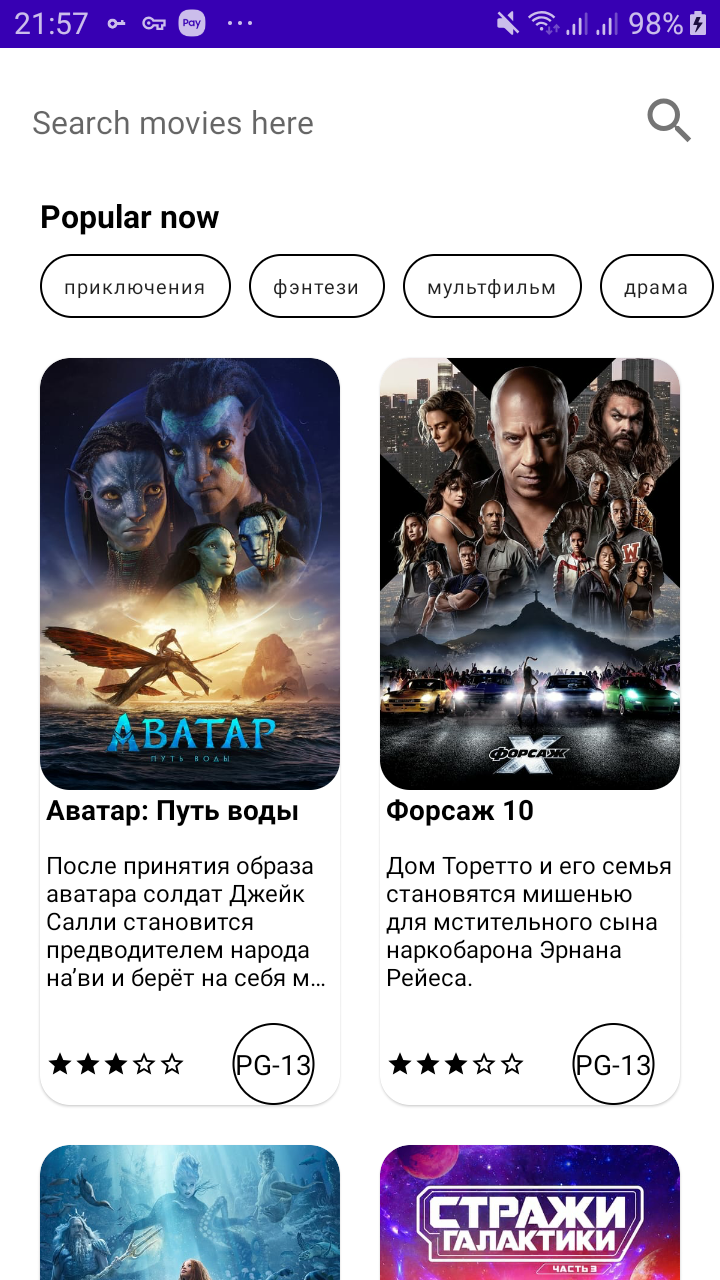 21:57 Pay 98%
Search movies here
Popular now
приключения фэнтези мультфильм драма
АВАТАР
ПУТЬ ВОДЫ
W
ФОРСАЖ
X
Аватар: Путь воды
После принятия образа
аватара солдат Джейк
Салли становится
предводителем народа
на’ви и берёт на себя м…
PG-13
Форсаж 10
Дом Торетто и его семья
становятся мишенью
для мстительного сына
наркобарона Эрнана
Рейеса.
PG-13
СТРАЖИ
ГАЛАКТИКИ
ЧАСТЬ 3